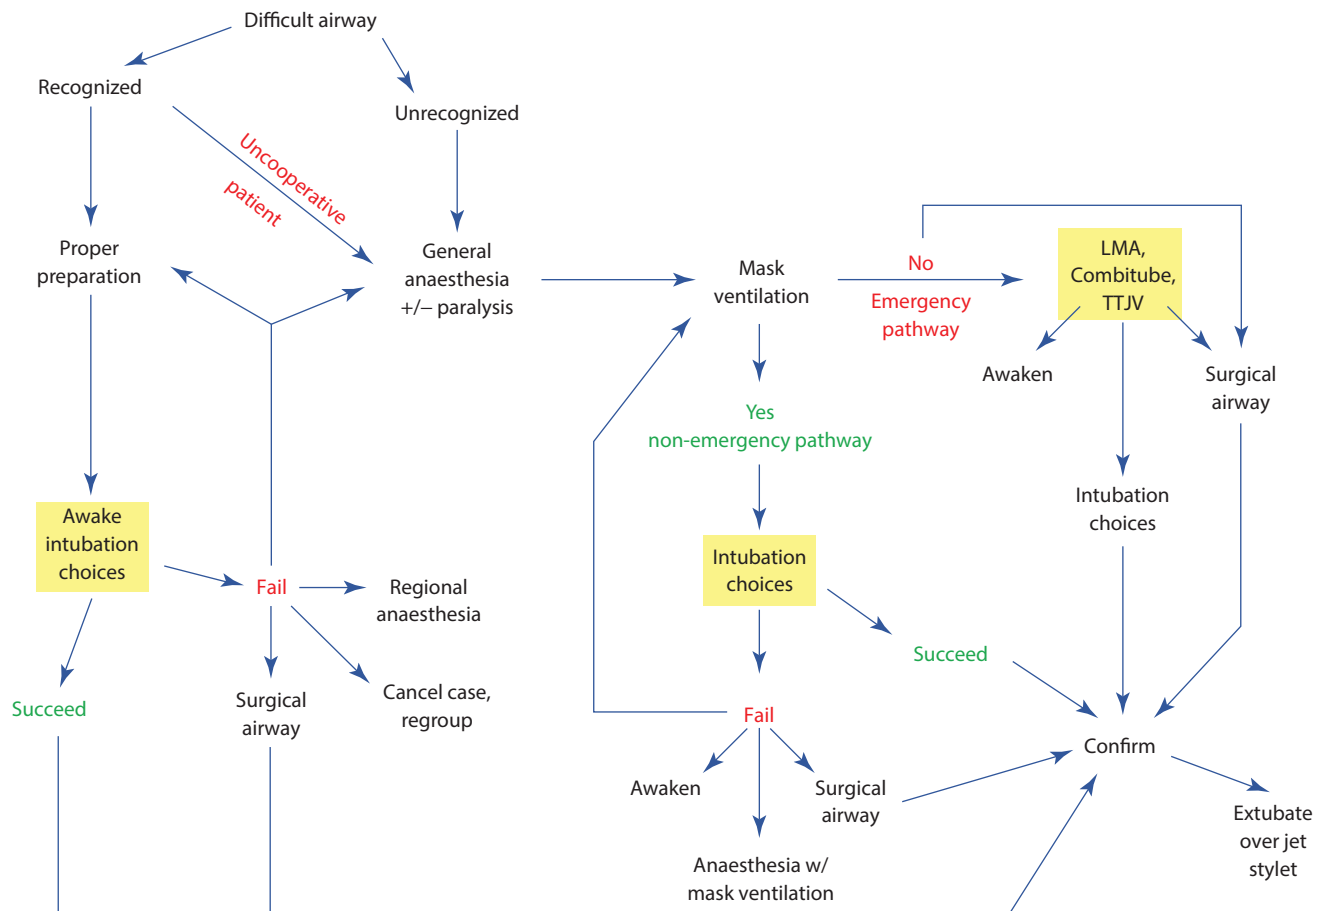 Difficult airway
Recognized
Unrecognized
Uncooperative
patient
Proper
preparation
General
anaesthesia
+/– paralysis
Mask
ventilation
No
Emergency
pathway
LMA,
Combitube,
TTJV
Awaken
Surgical
airway
Yes
non-emergency pathway
Intubation
choices
Awake
intubation
choices
Fail
Regional
anaesthesia
Intubation
choices
Succeed
Succeed
Surgical
airway
Cancel case,
regroup
Fail
Confirm
Awaken
Surgical
airway
Anaesthesia w/
mask ventilation
Extubate
over jet
stylet